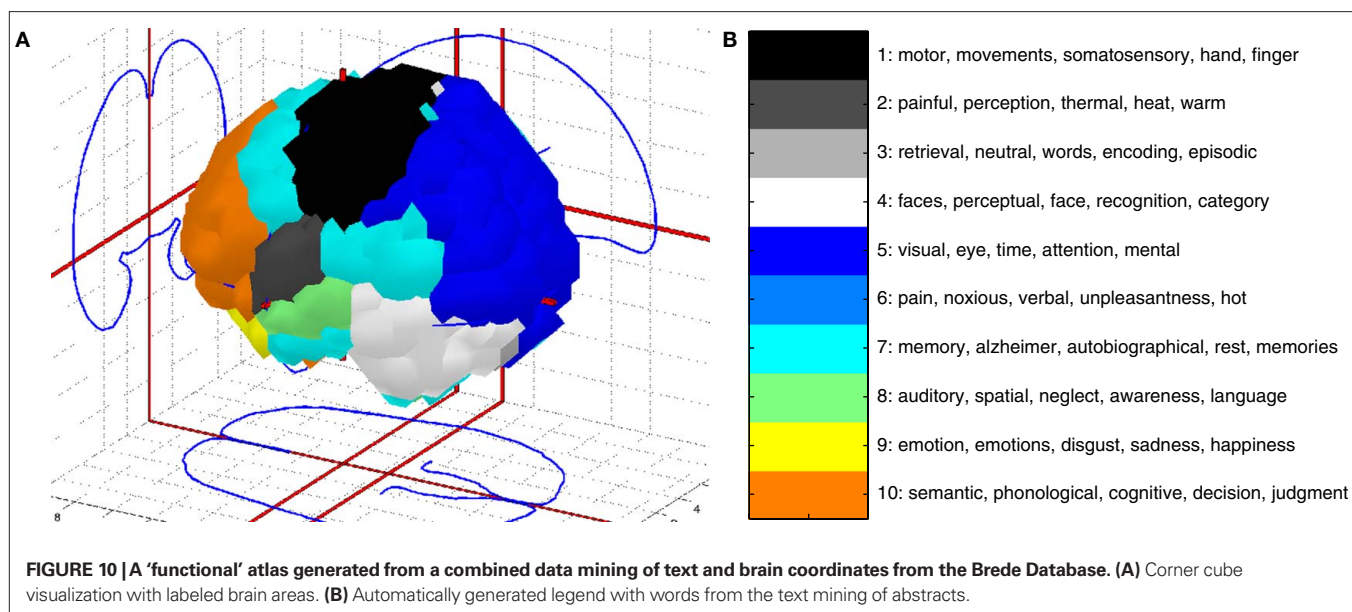 A
8
4
B
1: motor, movements, somatosensory, hand, finger
2: painful, perception, thermal, heat, warm
3: retrieval, neutral, words, encoding, episodic
4: faces, perceptual, face, recognition, category
5: visual, eye, time, attention, mental
6: pain, noxious, verbal, unpleasantness, hot
7: memory, alzheimer, autobiographical, rest, memories
8: auditory, spatial, neglect, awareness, language
9: emotion, emotions, disgust, sadness, happiness
10: semantic, phonological, cognitive, decision, judgment
FIGURE 10 | A ‘functional’ atlas generated from a combined data mining of text and brain coordinates from the Brede Database. (A) Corner cube
visualization with labeled brain areas. (B) Automatically generated legend with words from the text mining of abstracts.